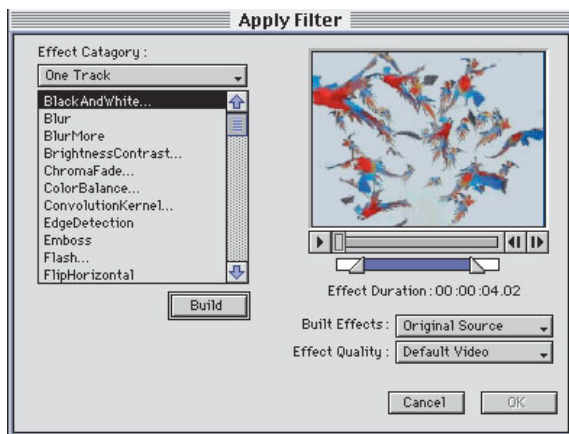 Apply Filter
Effect Catagory :
One Track
BlackAndWhite...
Blur
BlurMore
BrightnessContrast...
ChromaFade...
ColorBalance...
ConvolutionKernel...
EdgeDetection
Emboss
Flash...
FlipHorizontal
Build
Effect Duration : 00:00:04.02
Built Effects : Original Source
Effect Quality : Default Video
Cancel OK